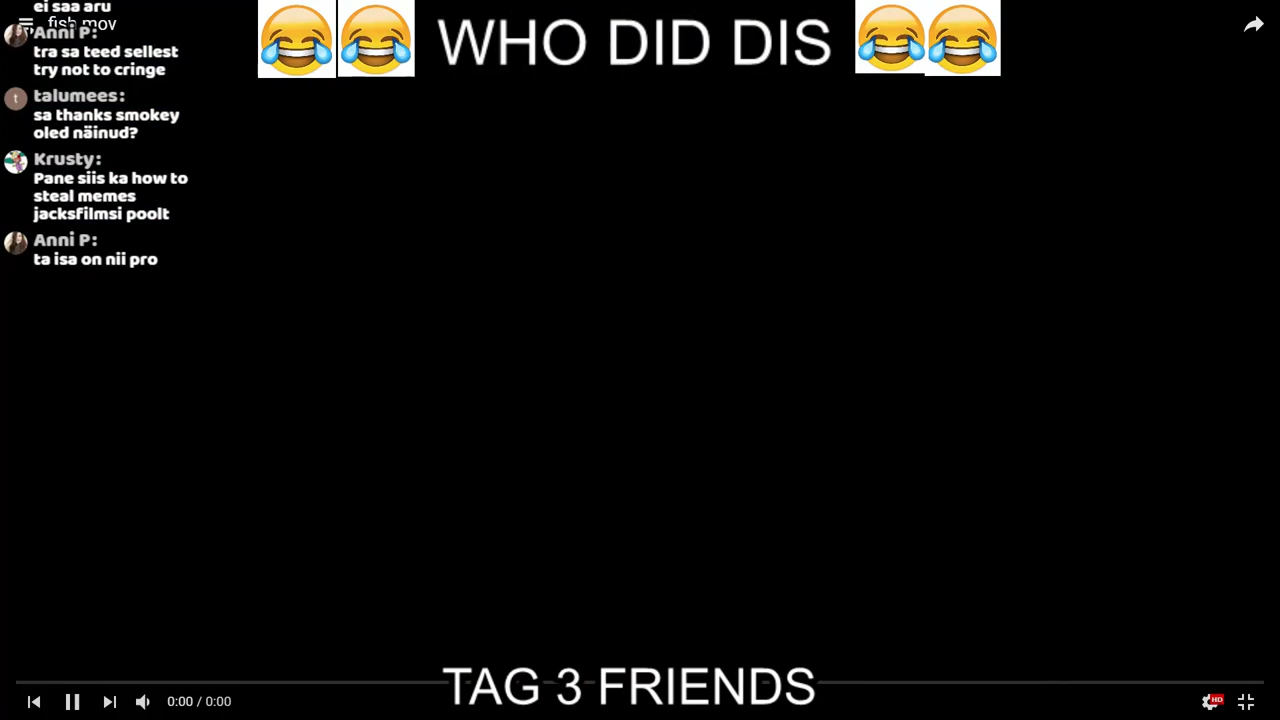 ei saa aru
fish.mov
Anni P:
tra sa teed sellest
try not to cringe
talumees:
sa thanks smokey
oled näinud?
Krusty:
Pane siis ka how to
steal memes
jacksfilmsi poolt
Anni P:
ta isa on nii pro
WHO DID DIS
t
TAG 3 FRIENDS
0:00 / 0:00
HD